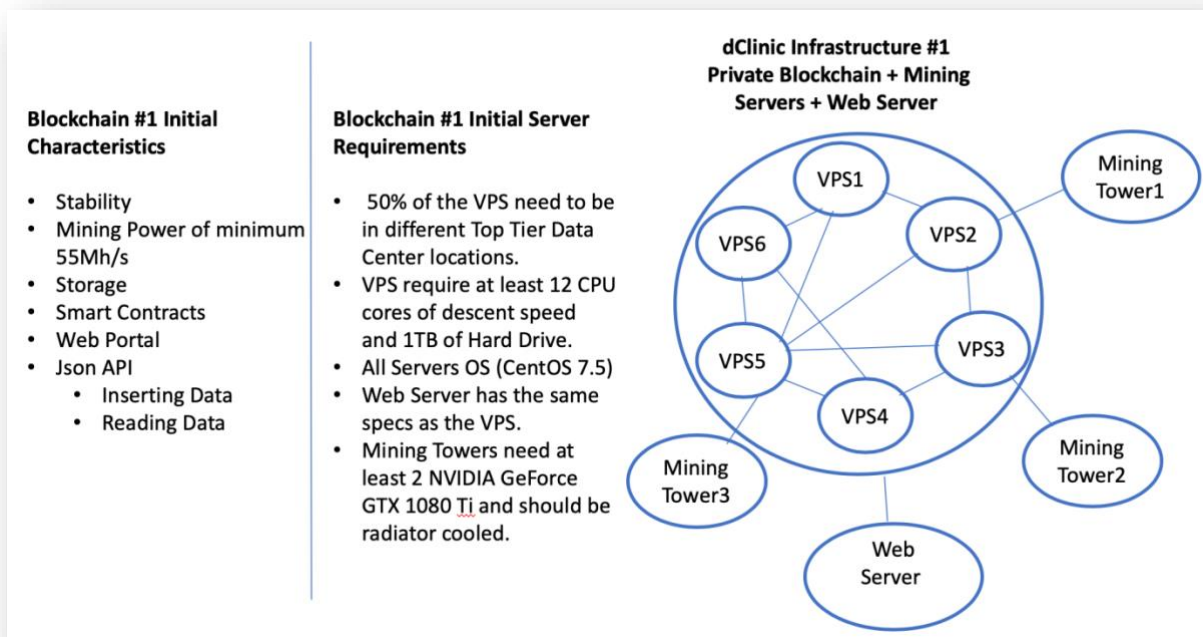 Blockchain #1 Initial
Characteristics
• Stability
• Mining Power of minimum
55Mh/s
• Storage
• Smart Contracts
• Web Portal
• Json API
• Inserting Data
• Reading Data
Blockchain #1 Initial Server
Requirements
• 50% of the VPS need to be
in different Top Tier Data
Center locations.
• VPS require at least 12 CPU
cores of descent speed
and 1TB of Hard Drive.
• All Servers OS (CentOS 7.5)
• Web Server has the same
specs as the VPS.
• Mining Towers need at
least 2 NVIDIA GeForce
GTX 1080 Ti and should be
radiator cooled.
dClinic Infrastructure #1
Private Blockchain + Mining
Servers + Web Server
VPS1
Mining
Tower1
VPS6
VPS2
VPS5
VPS3
VPS4
Mining
Tower3
Mining
Tower2
Web
Server